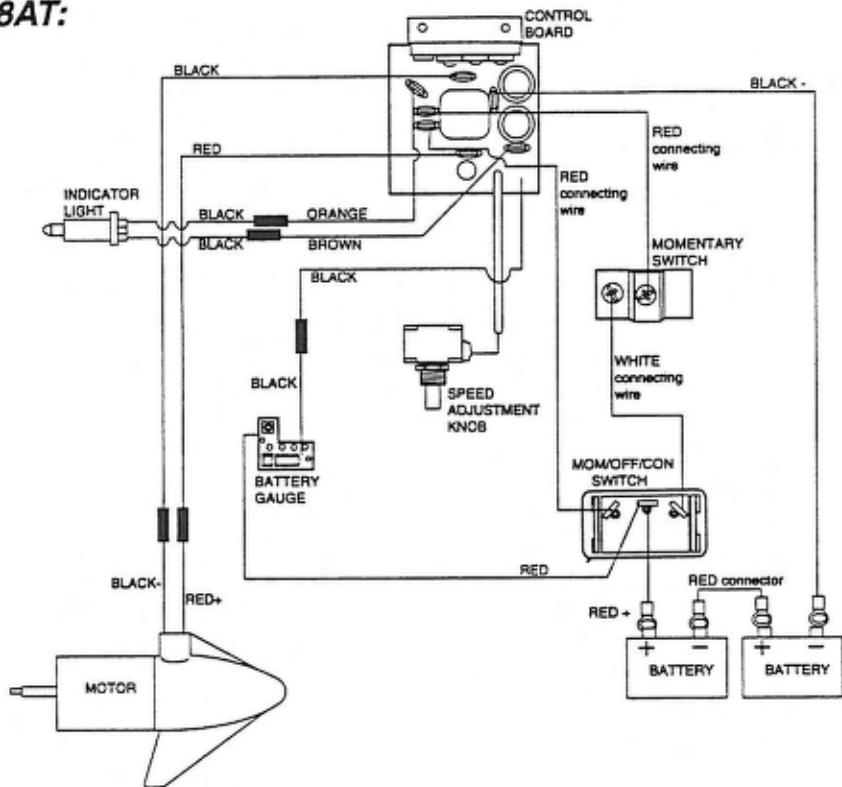 8AT:
CONTROL
BOARD
BLACK
BLACK -
RED
connecting
wire
RED
RED
connecting
wire
INDICATOR
LIGHT
BLACK
ORANGE
BLACK
BROWN
BLACK
MOMENTARY
SWITCH
WHITE
connecting
wire
BLACK
SPEED
ADJUSTMENT
KNOB
BATTERY
GAUGE
MOM/OFF/CON
SWITCH
RED
RED connector
BLACK-
RED+
RED +
+ −
BATTERY
+ −
BATTERY
MOTOR